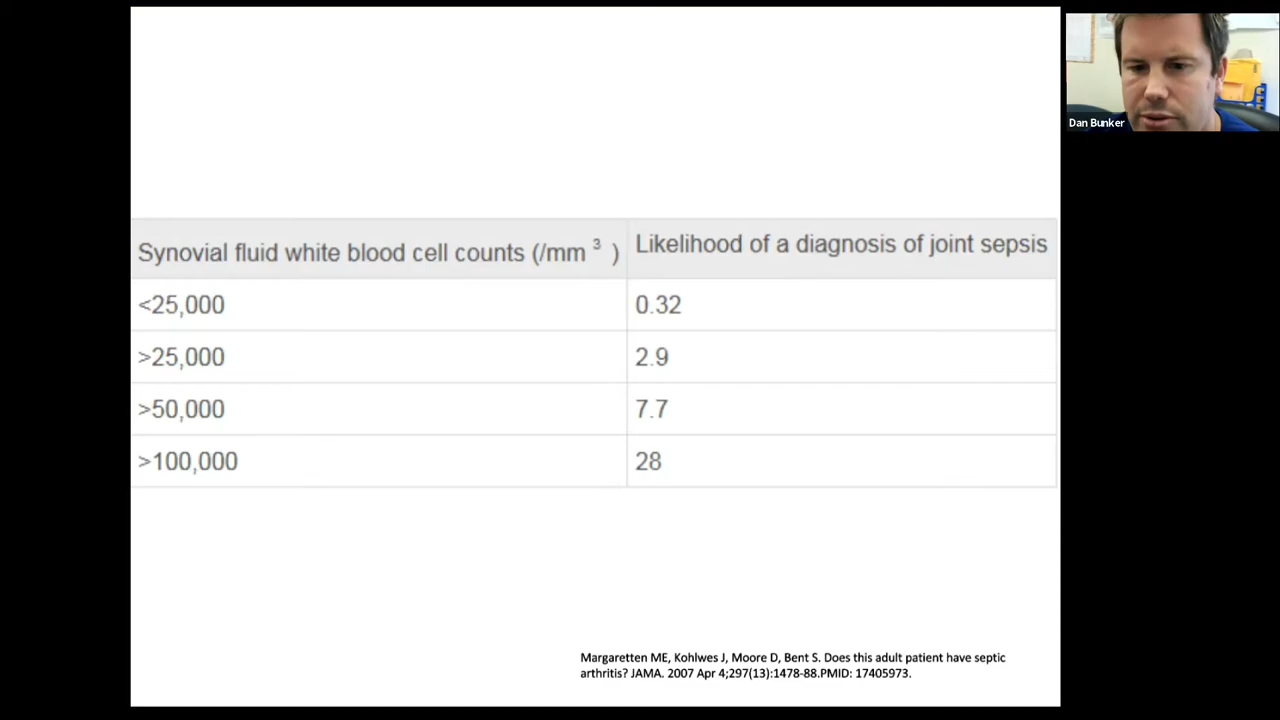 Dan Bunker
Synovial fluid white blood cell counts (/mm ³ ) Likelihood of a diagnosis of joint sepsis
<25,000 0.32
>25,000 2.9
>50,000 7.7
>100,000 28
Margaretten ME, Kohlwes J, Moore D, Bent S. Does this adult patient have septic
arthritis? JAMA. 2007 Apr 4;297(13):1478-88.PMID: 17405973.